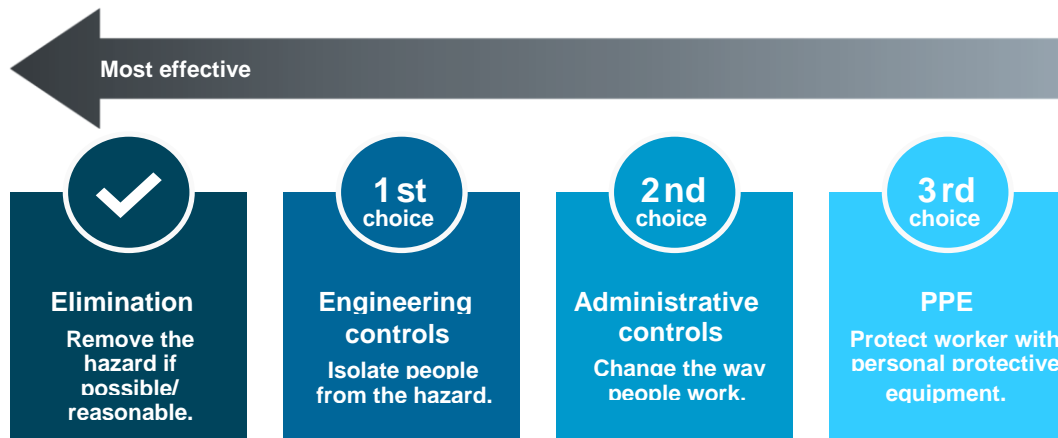 Most effective
1st
choice
2nd
choice
3rd
choice
Elimination
Remove the
hazard if
possible/
reasonable.
Engineering
controls
Isolate people
from the hazard.
Administrative
controls
Change the way
people work.
PPE
Protect worker with
personal protective
equipment.